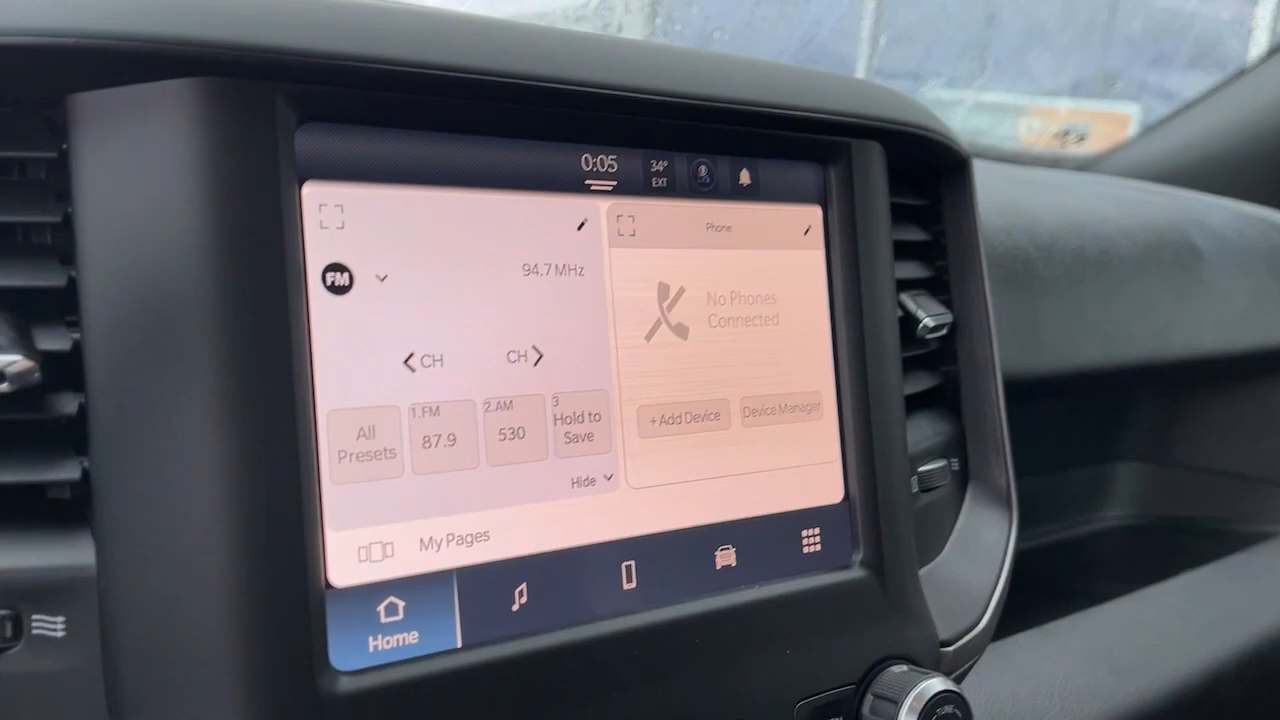 0:05
34°
EXT
FM
94.7 MHz
Phone
No Phones
Connected
CH
CH
All
Presets
1.FM
87.9
2.AM
530
3
Hold to
Save
+ Add Device
Device Manager
Hide
My Pages
Home
TUNE